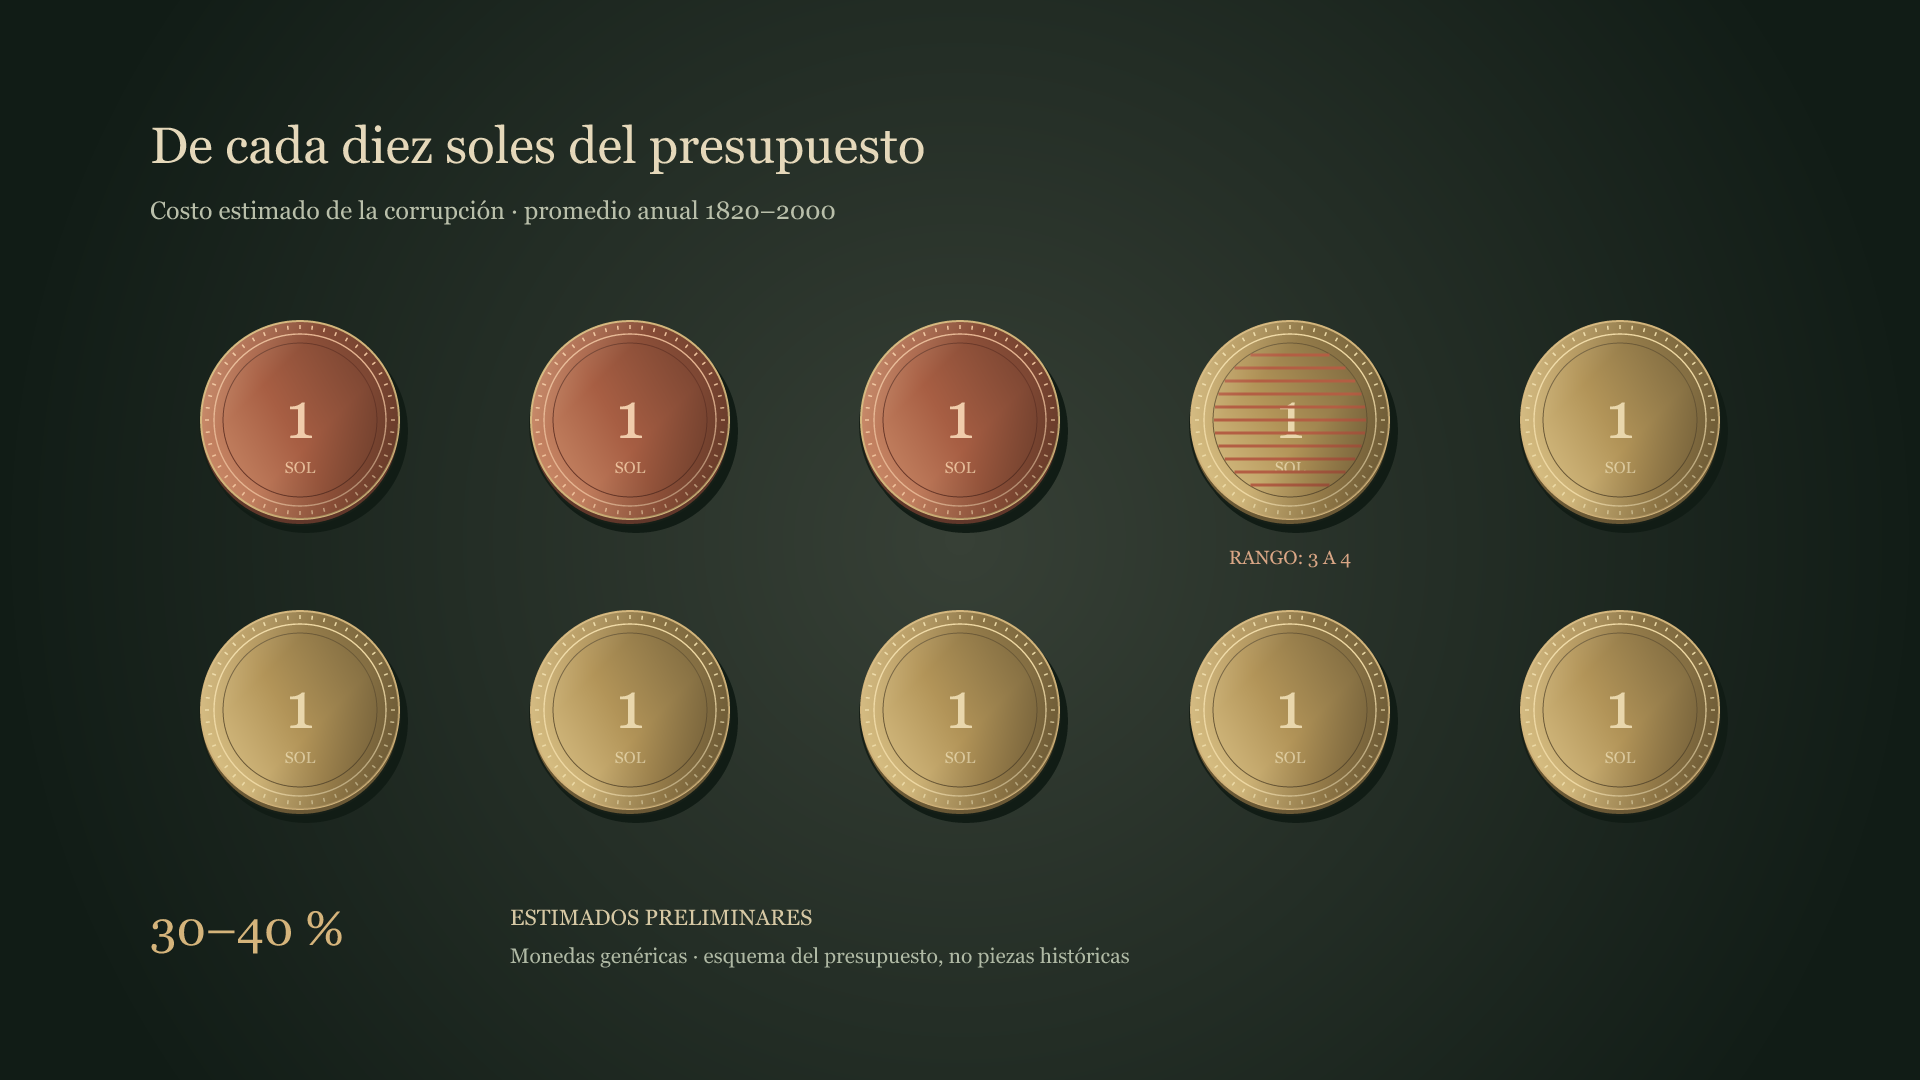 De cada diez soles del presupuesto
Costo estimado de la corrupción · promedio anual 1820–2000
1
SOL
1
SOL
1
SOL
1
SOL
1
SOL
RANGO: 3 A 4
1
SOL
1
SOL
1
SOL
1
SOL
1
SOL
30–40 %
ESTIMADOS PRELIMINARES
Monedas genéricas · esquema del presupuesto, no piezas históricas